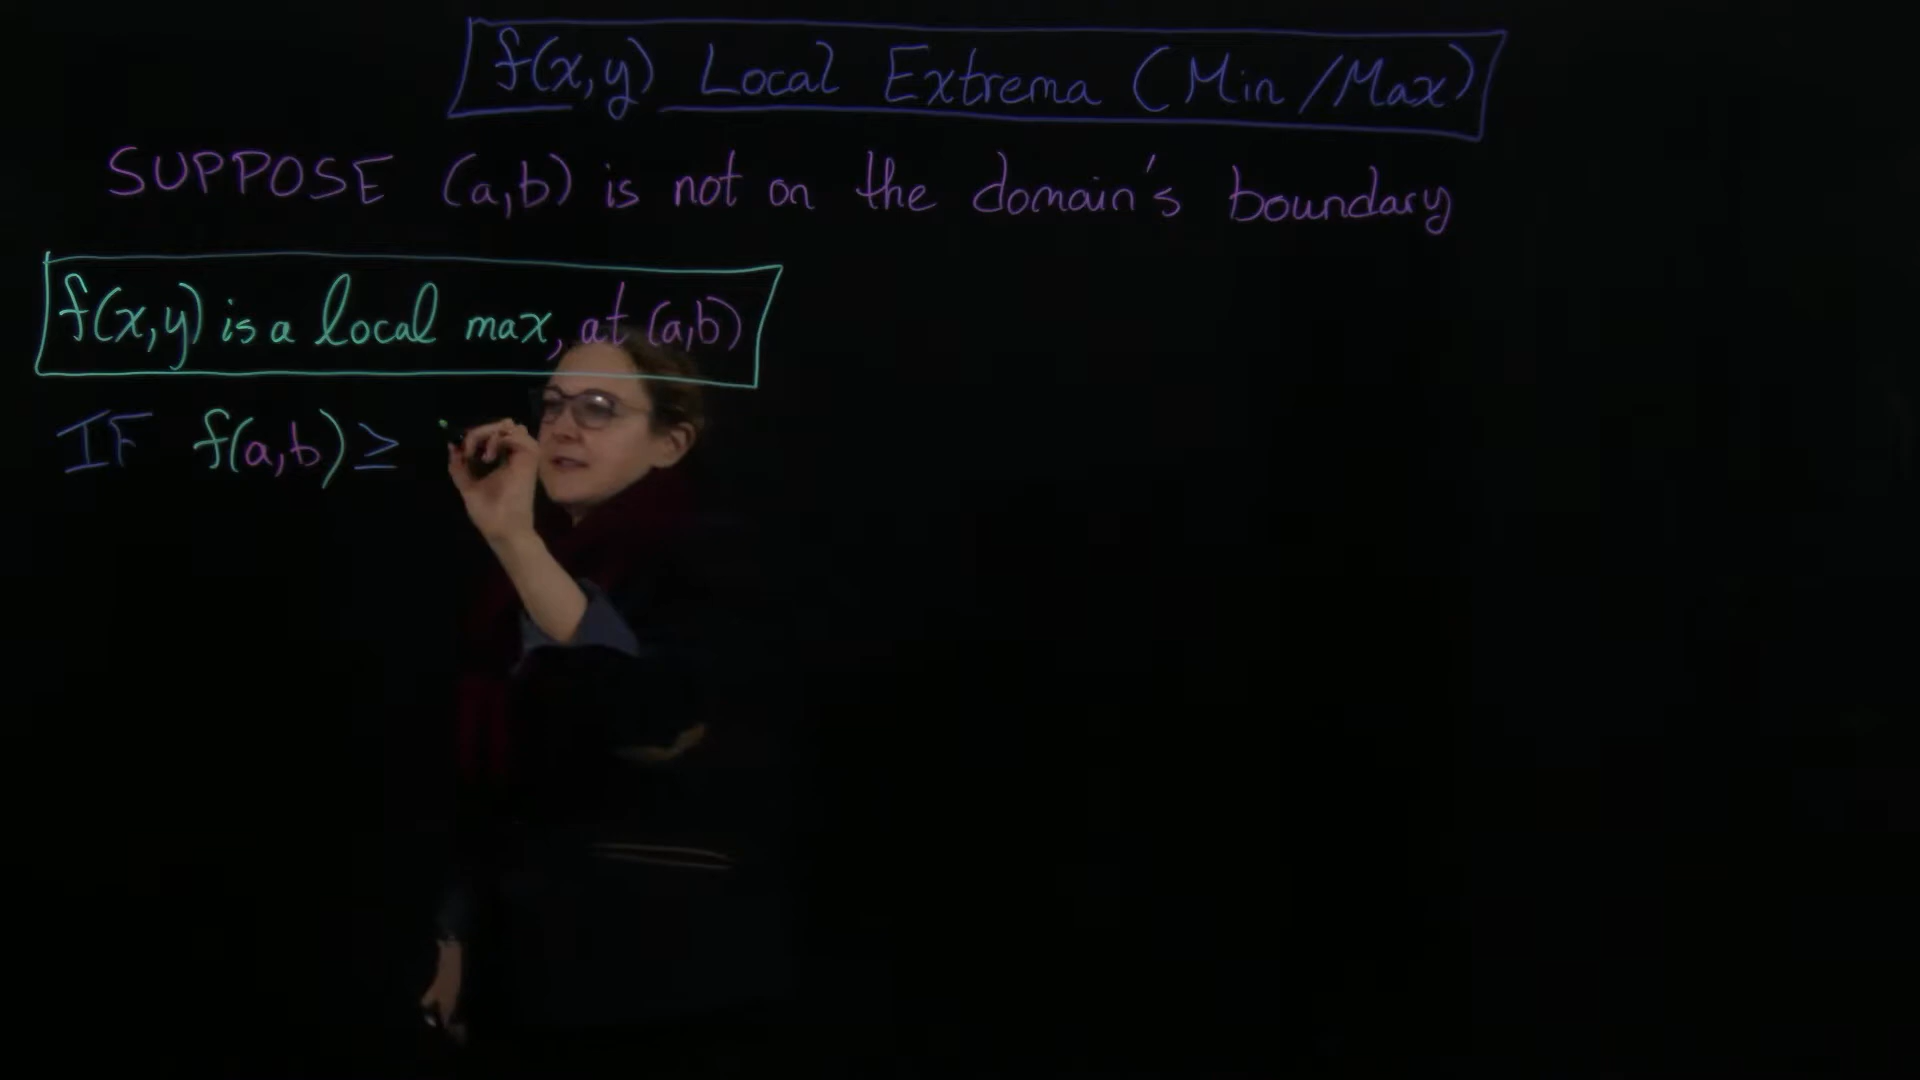 f(x,y) Local Extrema (Min/Max)
SUPPOSE (a,b) is not on the domain's boundary
f(x,y) is a local max, at (a,b)
IF f(a,b) ≥